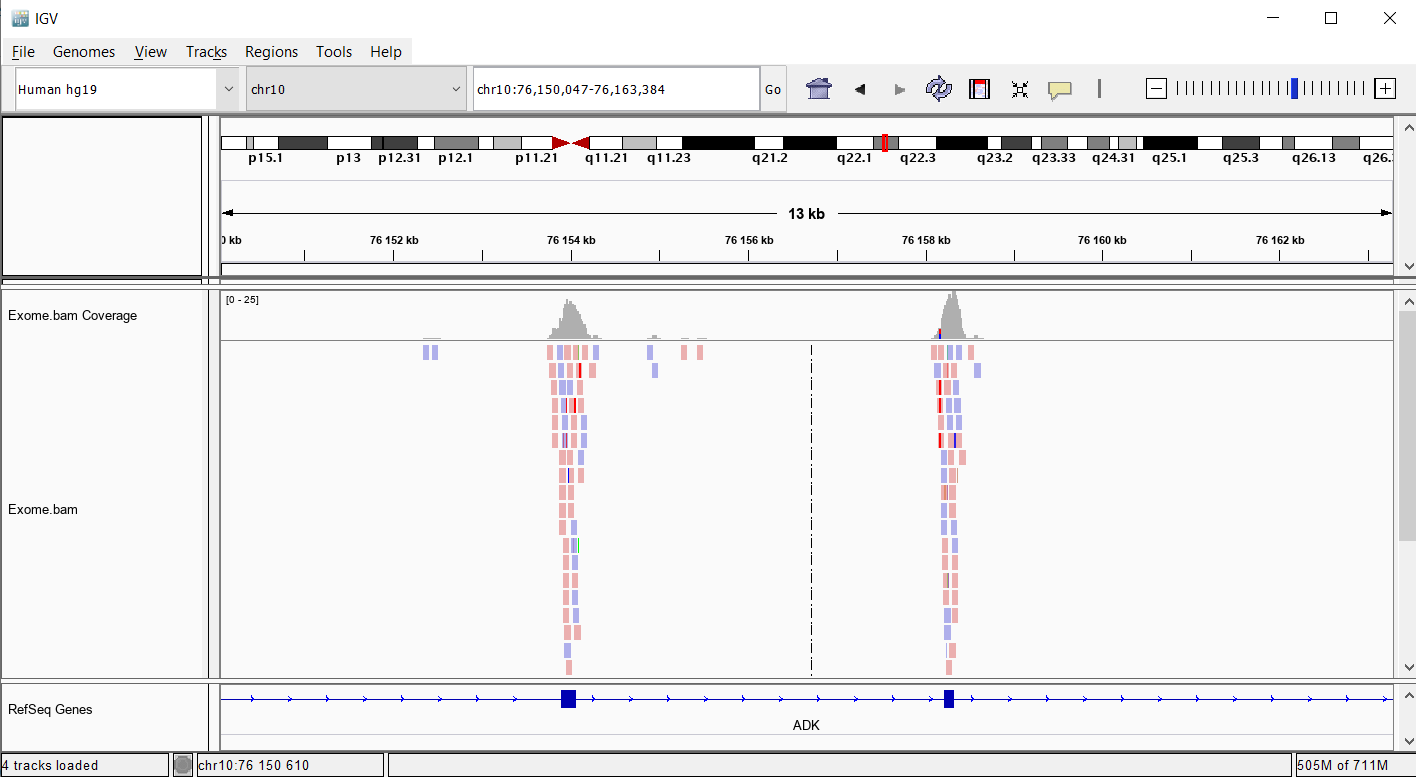 IGV
File Genomes View Tracks Regions Tools Help
Human hg19 chr10 chr10:76,150,047-76,163,384 Go
p15.1 p13 p12.31 p12.1 p11.21 q11.21 q11.23 q21.2 q22.1 q22.3 q23.2 q23.33 q24.31 q25.1 q25.3 q26.13 q26.
13 kb
0 kb 76 152 kb 76 154 kb 76 156 kb 76 158 kb 76 160 kb 76 162 kb
[0 - 25]
Exome.bam Coverage
Exome.bam
RefSeq Genes
ADK
4 tracks loaded chr10:76 150 610 505M of 711M